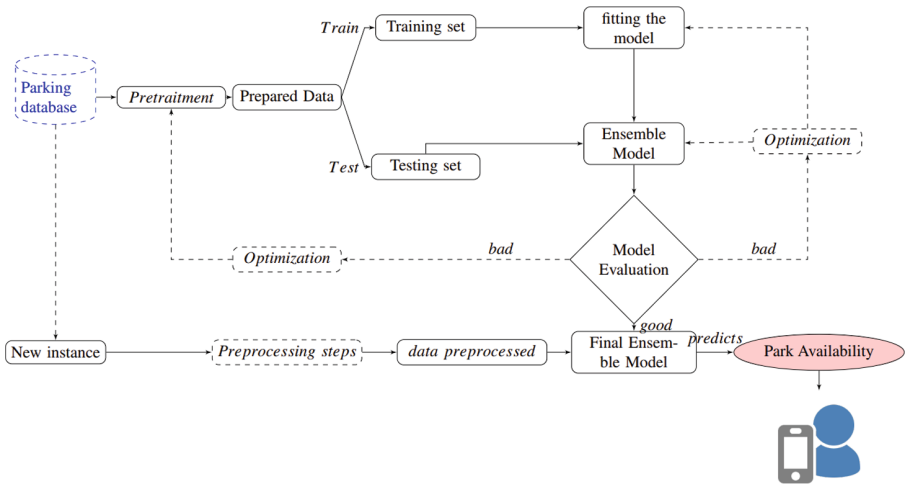 Train
Training set
fitting the
model
Parking
database
Pretraitment
Prepared Data
Ensemble
Model
Optimization
Test
Testing set
Optimization
bad
Model
Evaluation
bad
good
New instance
Preprocessing steps
data preprocessed
Final Ensem-
ble Model
predicts
Park Availability